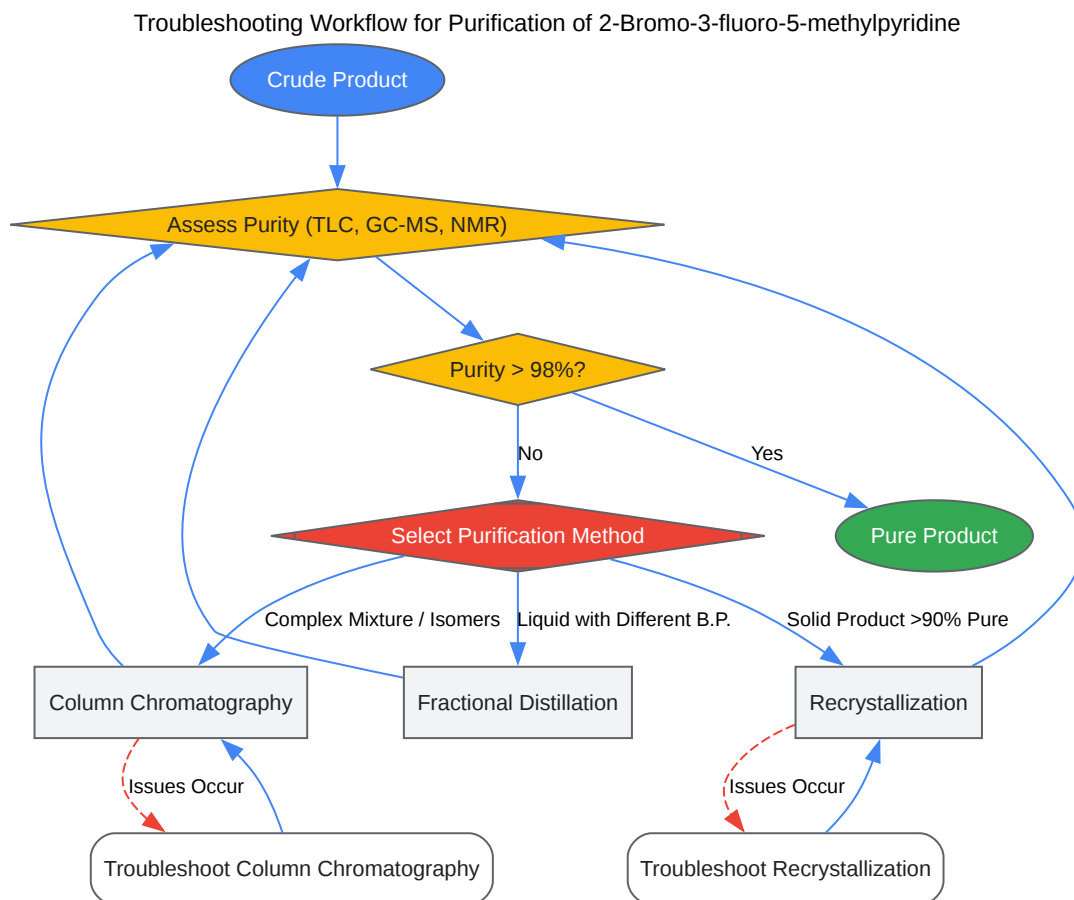 Troubleshooting Workflow for Purification of 2-Bromo-3-fluoro-5-methylpyridine
Crude Product
Assess Purity (TLC, GC-MS, NMR)
Purity > 98%?
No
Yes
Select Purification Method
Pure Product
Complex Mixture / Isomers
Liquid with Different B.P.
Solid Product >90% Pure
Column Chromatography
Fractional Distillation
Recrystallization
Issues Occur
Issues Occur
Troubleshoot Column Chromatography
Troubleshoot Recrystallization